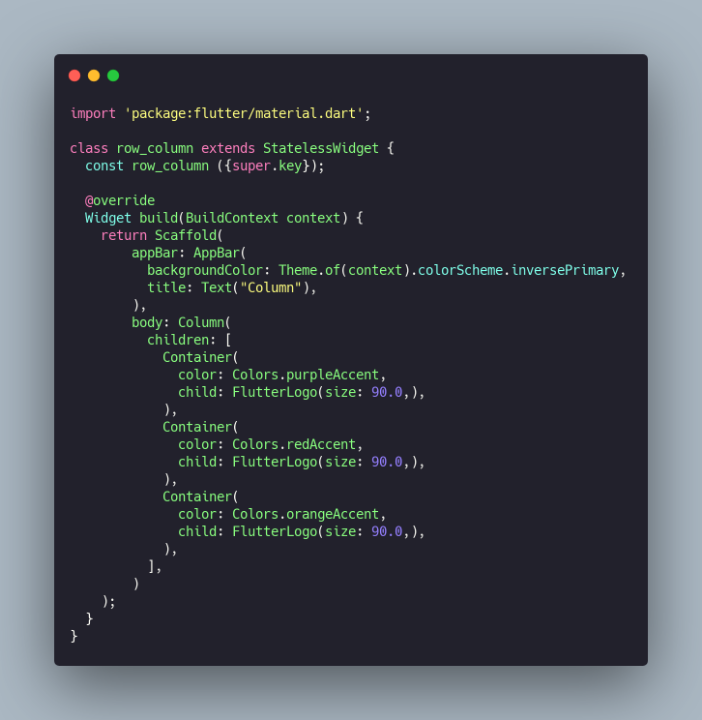 import 'package:flutter/material.dart';

class row_column extends StatelessWidget {
  const row_column ({super.key});

  @override
  Widget build(BuildContext context) {
    return Scaffold(
        appBar: AppBar(
          backgroundColor: Theme.of(context).colorScheme.inversePrimary,
          title: Text("Column"),
        ),
        body: Column(
          children: [
            Container(
              color: Colors.purpleAccent,
              child: FlutterLogo(size: 90.0,),
            ),
            Container(
              color: Colors.redAccent,
              child: FlutterLogo(size: 90.0,),
            ),
            Container(
              color: Colors.orangeAccent,
              child: FlutterLogo(size: 90.0,),
            ),
          ],
        )
    );
  }
}